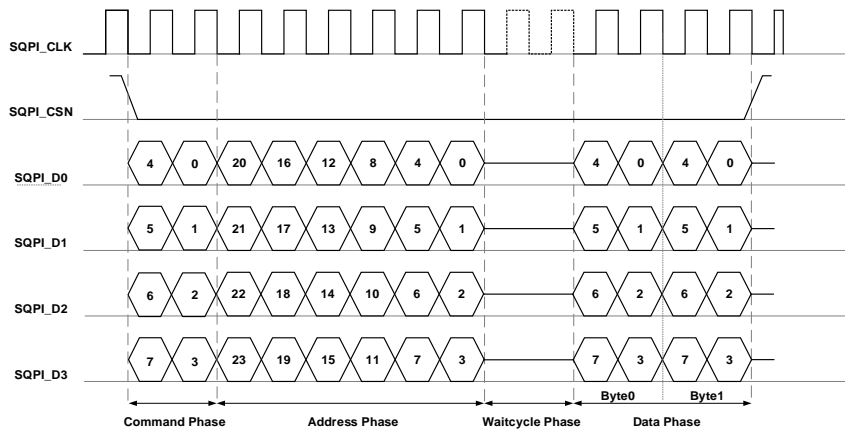 SQPI_CLK
SQPI_CSN
SQPI_D0 4 0 20 16 12 8 4 0 4 0 4 0
SQPI_D1 5 1 21 17 13 9 5 1 5 1 5 1
SQPI_D2 6 2 22 18 14 10 6 2 6 2 6 2
SQPI_D3 7 3 23 19 15 11 7 3 7 3 7 3
Byte0 Byte1
Command Phase Address Phase Waitcycle Phase Data Phase